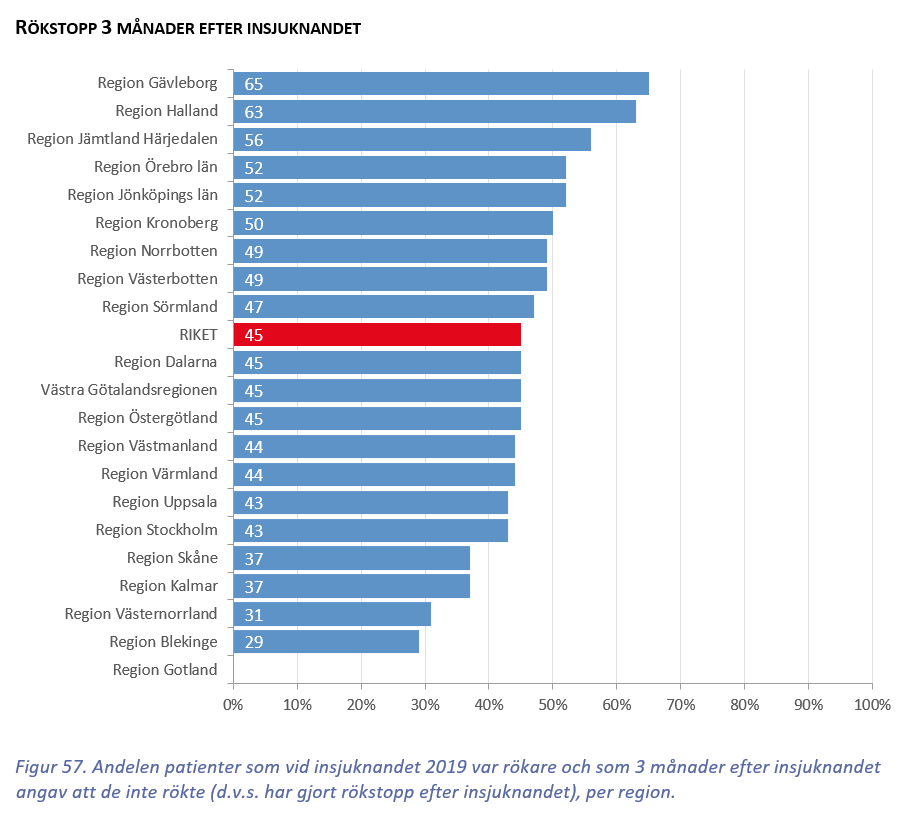 RÖKSTOPP 3 MÅNADER EFTER INSJUKNANDET
Region Gävleborg 65
Region Halland 63
Region Jämtland Härjedalen 56
Region Örebro län 52
Region Jönköpings län 52
Region Kronoberg 50
Region Norrbotten 49
Region Västerbotten 49
Region Sörmland 47
RIKET 45
Region Dalarna 45
Västra Götalandsregionen 45
Region Östergötland 45
Region Västmanland 44
Region Värmland 44
Region Uppsala 43
Region Stockholm 43
Region Skåne 37
Region Kalmar 37
Region Västernorrland 31
Region Blekinge 29
Region Gotland
0% 10% 20% 30% 40% 50% 60% 70% 80% 90% 100%
Figur 57. Andelen patienter som vid insjuknandet 2019 var rökare och som 3 månader efter insjuknandet
angav att de inte rökte (d.v.s. har gjort rökstopp efter insjuknandet), per region.